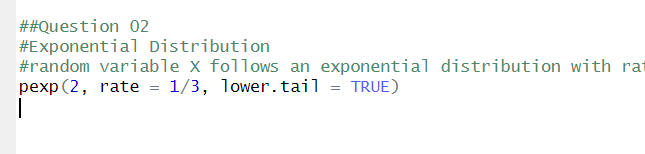 ##Question 02
#Exponential Distribution
#random variable X follows an exponential distribution with
pexp(2, rate = 1/3, lower.tail = TRUE)